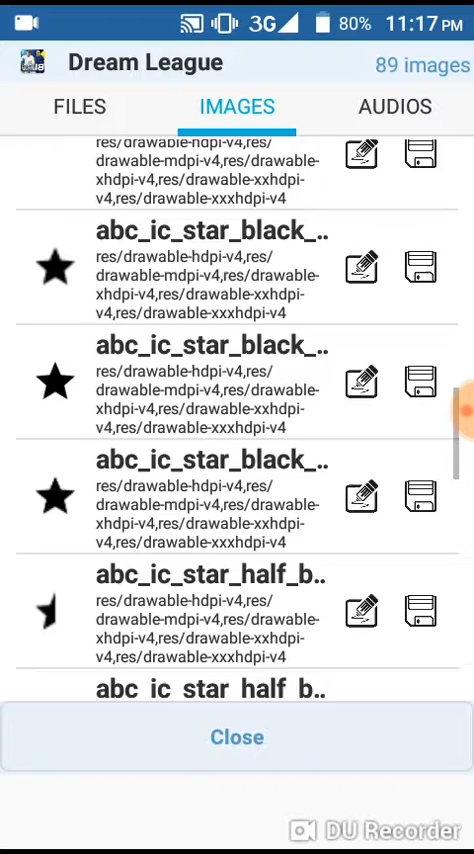 3G 80% 11:17 PM
Dream League 89 images
FILES IMAGES AUDIOS
res/drawable-hdpi-v4,res/
drawable-mdpi-v4,res/drawable-
xhdpi-v4,res/drawable-xxhdpi-
v4,res/drawable-xxxhdpi-v4
abc_ic_star_black_..
res/drawable-hdpi-v4,res/
drawable-mdpi-v4,res/drawable-
xhdpi-v4,res/drawable-xxhdpi-
v4,res/drawable-xxxhdpi-v4
abc_ic_star_black_..
res/drawable-hdpi-v4,res/
drawable-mdpi-v4,res/drawable-
xhdpi-v4,res/drawable-xxhdpi-
v4,res/drawable-xxxhdpi-v4
abc_ic_star_black_..
res/drawable-hdpi-v4,res/
drawable-mdpi-v4,res/drawable-
xhdpi-v4,res/drawable-xxhdpi-
v4,res/drawable-xxxhdpi-v4
abc_ic_star_half_b..
res/drawable-hdpi-v4,res/
drawable-mdpi-v4,res/drawable-
xhdpi-v4,res/drawable-xxhdpi-
v4,res/drawable-xxxhdpi-v4
abc_ic_star_half_b..
Close
DU Recorder